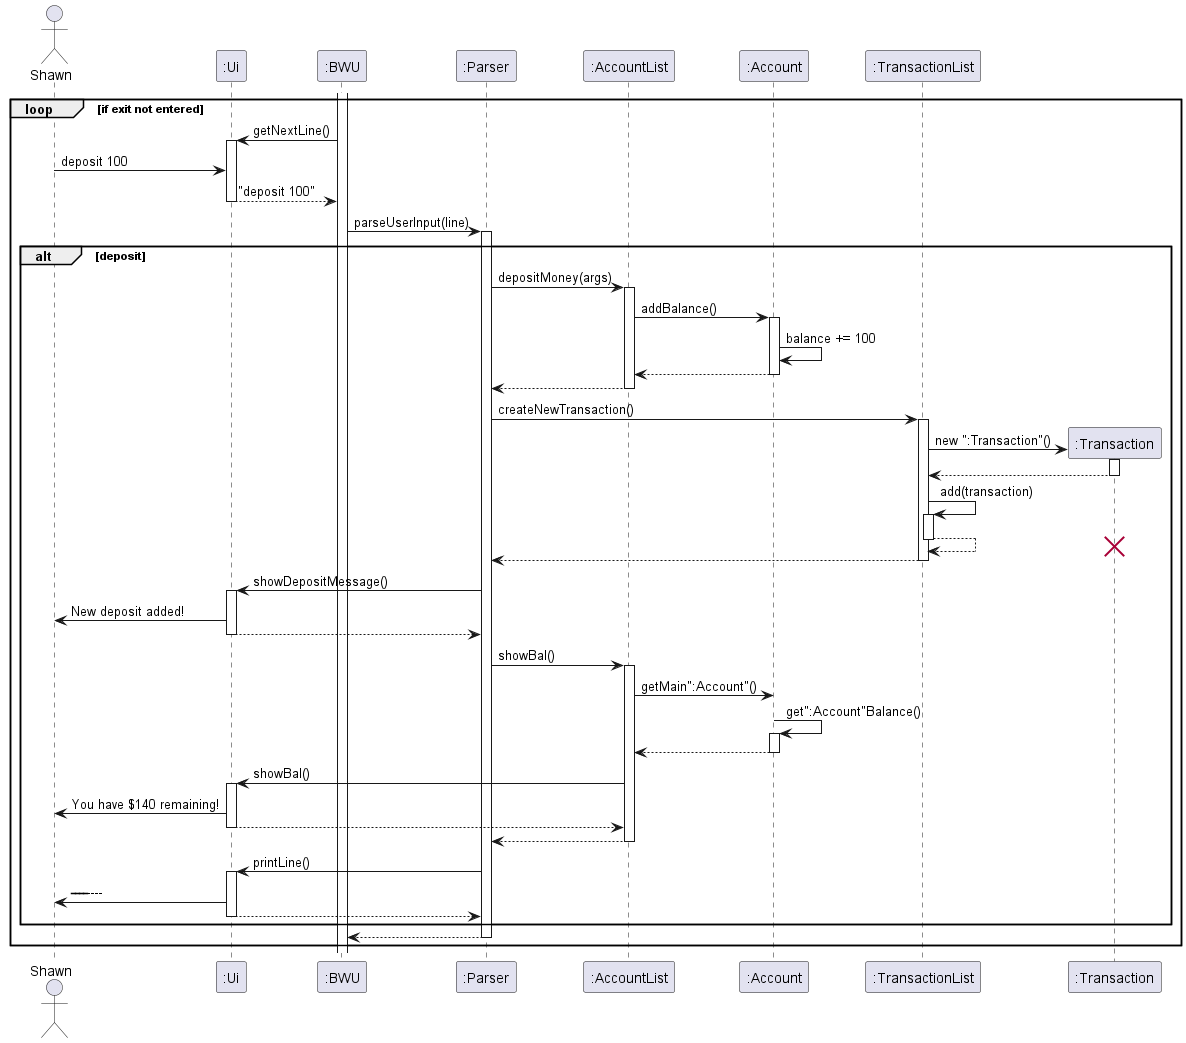 Shawn
:Ui
:BWU
:Parser
:AccountList
:Account
:TransactionList
loop
[if exit not entered]
getNextLine()
deposit 100
"deposit 100"
parseUserInput(line)
alt
[deposit]
depositMoney(args)
addBalance()
balance += 100
createNewTransaction()
new ":Transaction"()
:Transaction
add(transaction)
showDepositMessage()
New deposit added!
showBal()
getMain":Account"()
get":Account"Balance()
showBal()
You have $140 remaining!
printLine()
Shawn
:Ui
:BWU
:Parser
:AccountList
:Account
:TransactionList
:Transaction